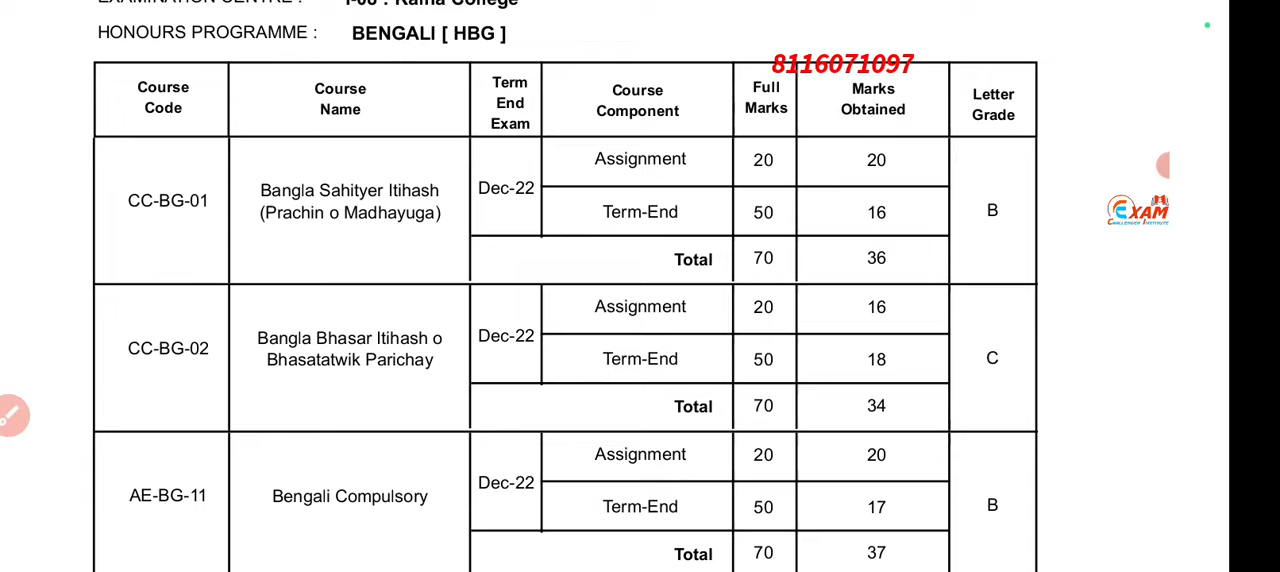 EXAMINATION CENTRE :
HONOURS PROGRAMME : BENGALI [ HBG ]
8116071097
Course Code Course Name Term End Exam Course Component Full Marks Marks Obtained Letter Grade
CC-BG-01 Bangla Sahityer Itihash (Prachin o Madhayuga) Dec-22 Assignment 20 20 B
Term-End 50 16
Total 70 36
CC-BG-02 Bangla Bhasar Itihash o Bhasatatwik Parichay Dec-22 Assignment 20 16 C
Term-End 50 18
Total 70 34
AE-BG-11 Bengali Compulsory Dec-22 Assignment 20 20 B
Term-End 50 17
Total 70 37
EXAM
CHALLENGER INSTITUTE